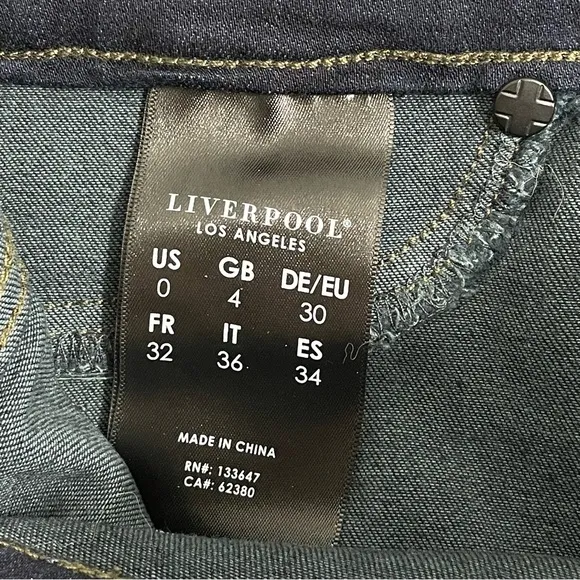 LIVERPOOL®
LOS ANGELES
US GB DE/EU
0 4 30
FR IT ES
32 36 34
MADE IN CHINA
RN#: 133647
CA#: 62380